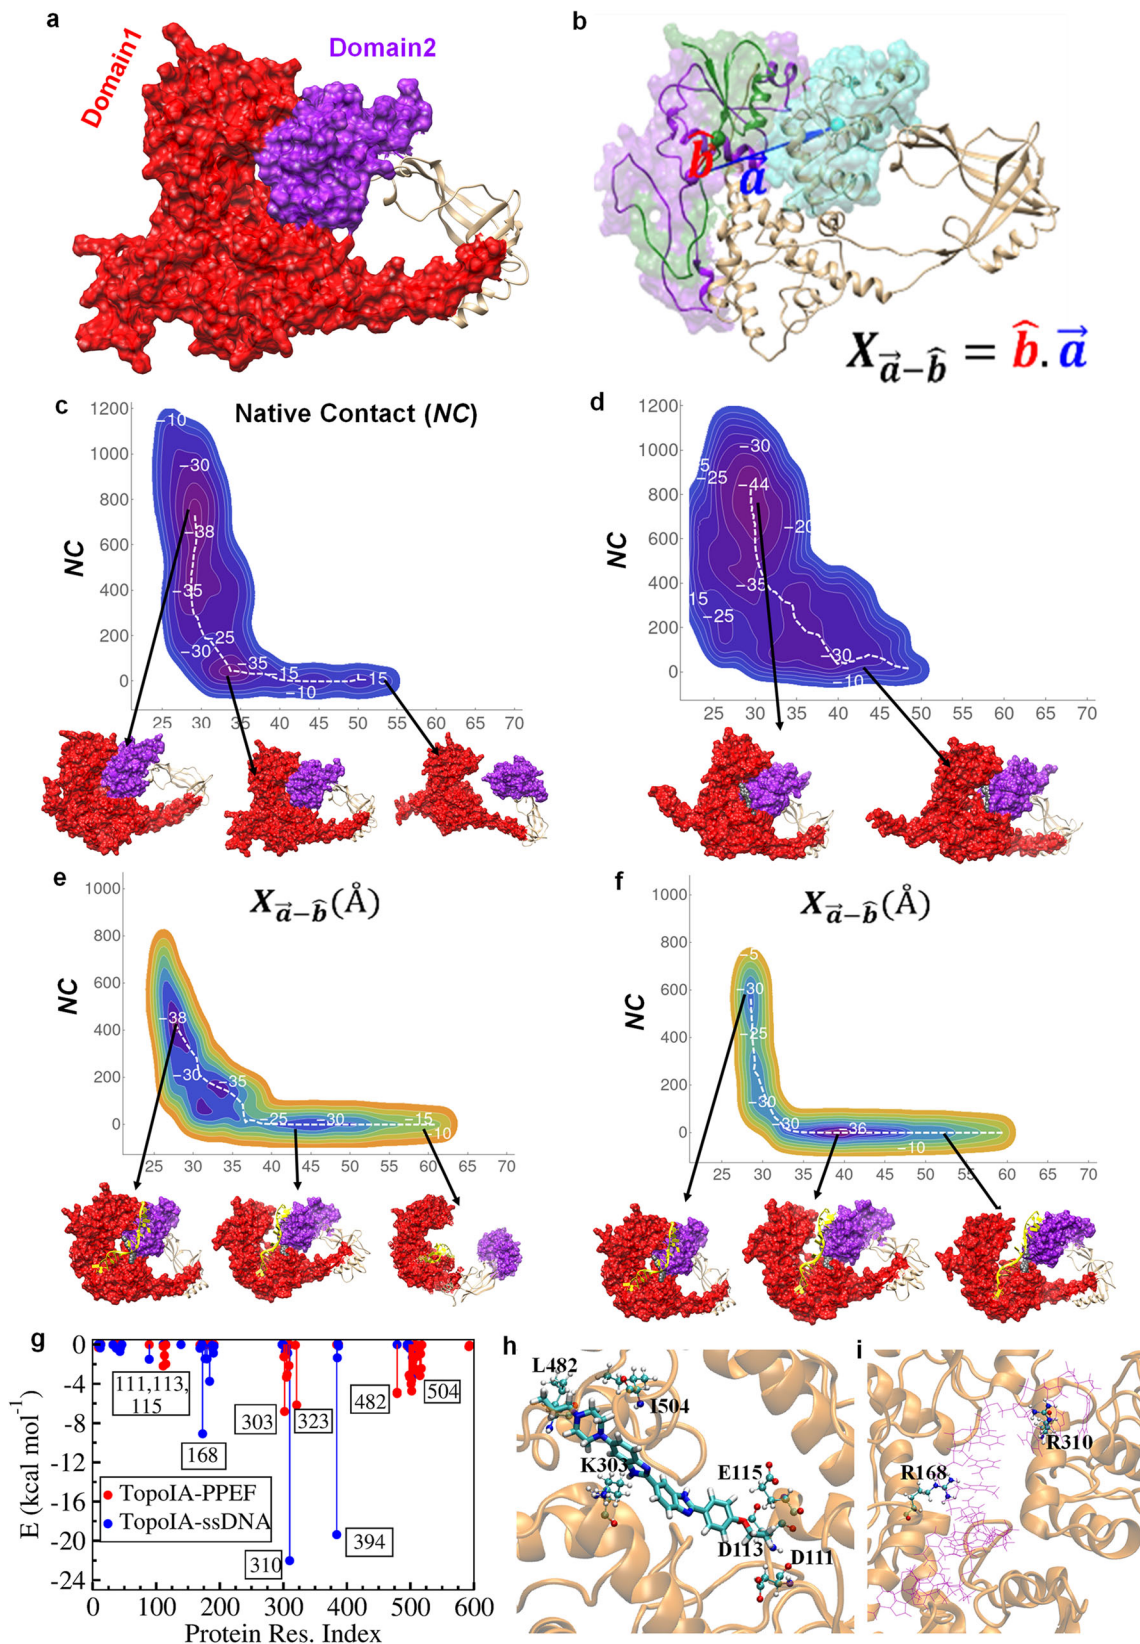 a
Domain1
Domain2
b
b̂
a⃗
X a⃗−b̂ = b̂.a⃗
c
Native Contact (NC)
NC
1200
1000
800
600
400
200
0
−10
−30
−38
−35
−25
−30
−35
−15
−10
−15
25 30 35 40 45 50 55 60 65 70
d
NC
1200
1000
800
600
400
200
0
−30
−25
−44
−20
−35
−25
−30
−10
25 30 35 40 45 50 55 60 65 70
e
X a⃗−b̂ (Å)
NC
1000
800
600
400
200
0
−38
−30
−35
−25
−30
−15
−10
25 30 35 40 45 50 55 60 65 70
f
X a⃗−b̂ (Å)
NC
1000
800
600
400
200
0
−5
−30
−25
−30
−30
−36
−10
25 30 35 40 45 50 55 60 65 70
g
E (kcal mol⁻¹)
0
-4
-8
-12
-16
-20
-24
111,113,
115
168
303
323
482
504
310
394
TopoIA-PPEF
TopoIA-ssDNA
0 100 200 300 400 500 600
Protein Res. Index
h
L482
I504
K303
E115
D113
D111
i
R310
R168